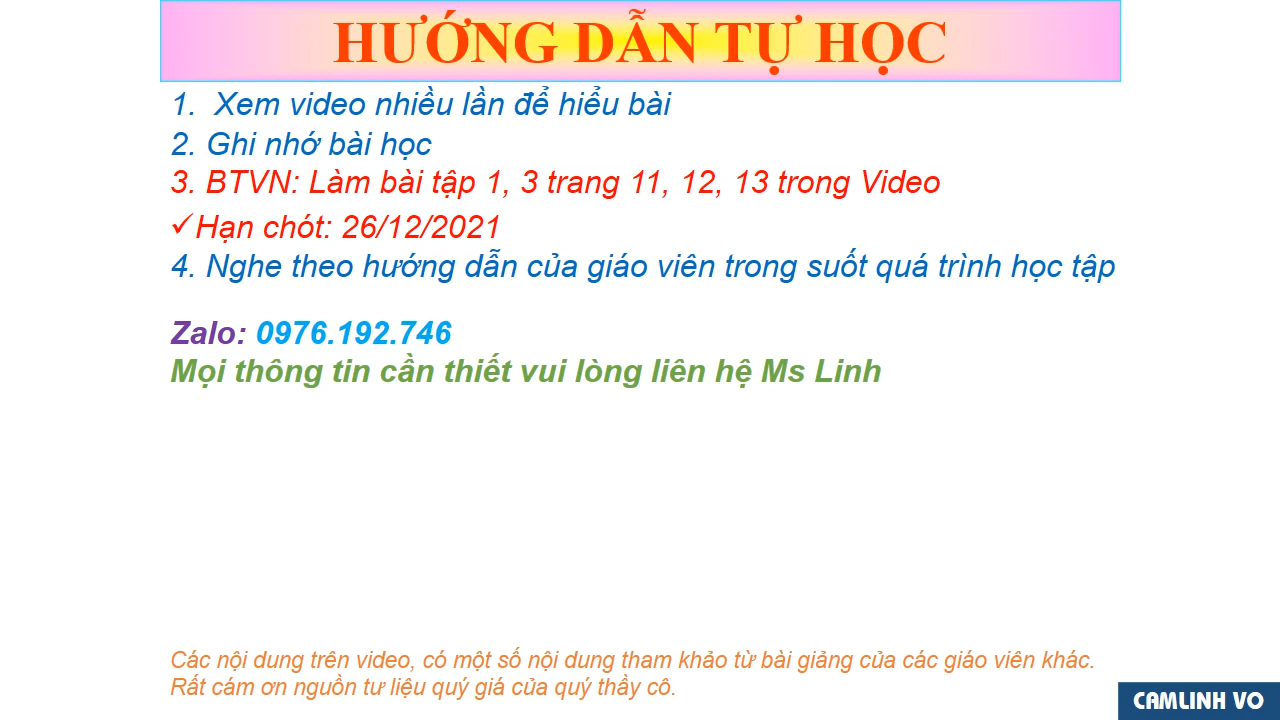 HƯỚNG DẪN TỰ HỌC
1. Xem video nhiều lần để hiểu bài
2. Ghi nhớ bài học
3. BTVN: Làm bài tập 1, 3 trang 11, 12, 13 trong Video
✓Hạn chót: 26/12/2021
4. Nghe theo hướng dẫn của giáo viên trong suốt quá trình học tập
Zalo: 0976.192.746
Mọi thông tin cần thiết vui lòng liên hệ Ms Linh
Các nội dung trên video, có một số nội dung tham khảo từ bài giảng của các giáo viên khác.
Rất cám ơn nguồn tư liệu quý giá của quý thầy cô.
CAMLINH VO